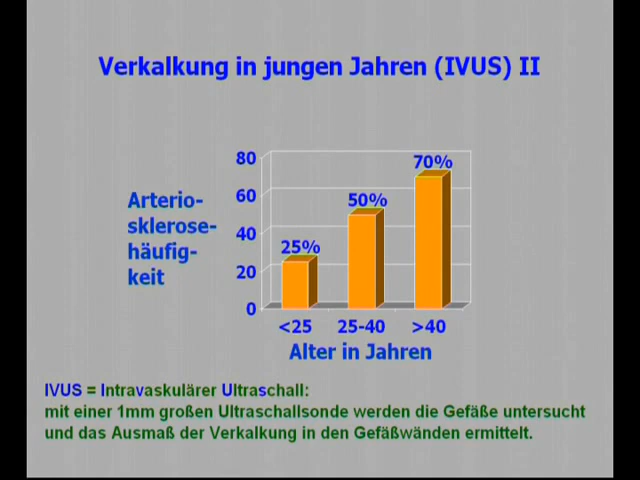 Verkalkung in jungen Jahren (IVUS) II
Arterio-
sklerose-
häufig-
keit
80
60
40
20
0
25%
50%
70%
<25 25-40 >40
Alter in Jahren
IVUS = Intravaskulärer Ultraschall:
mit einer 1mm großen Ultraschallsonde werden die Gefäße untersucht
und das Ausmaß der Verkalkung in den Gefäßwänden ermittelt.